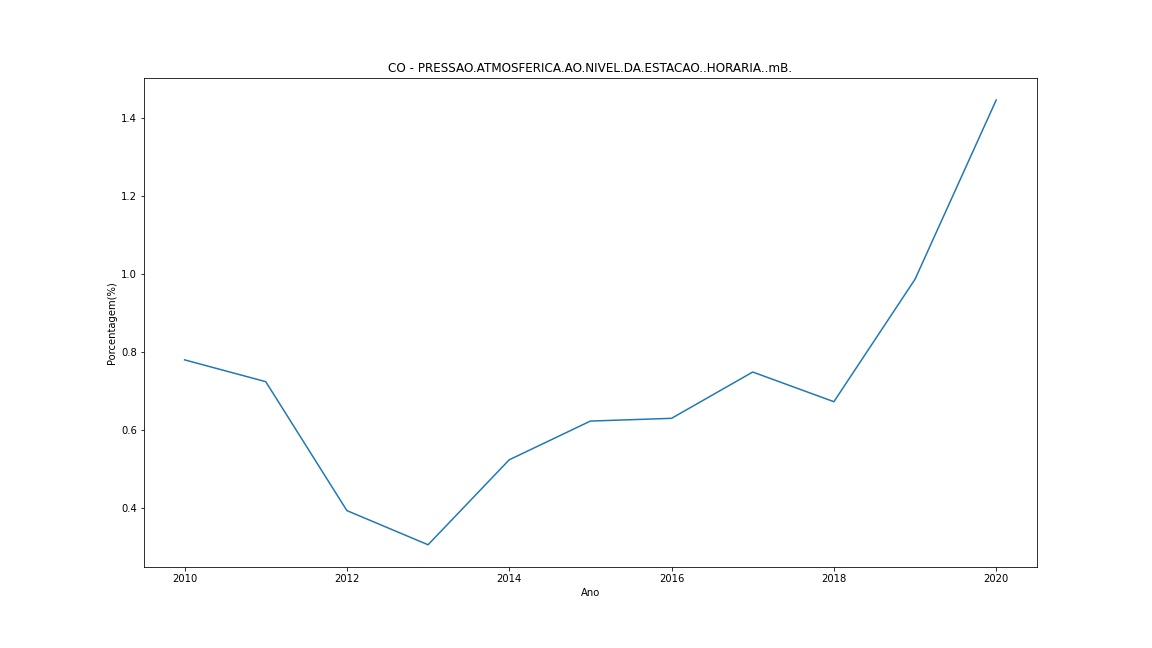 CO - PRESSAO.ATMOSFERICA.AO.NIVEL.DA.ESTACAO..HORARIA..mB.
1.4
1.2
1.0
0.8
0.6
0.4
Porcentagem(%)
2010 2012 2014 2016 2018 2020
Ano